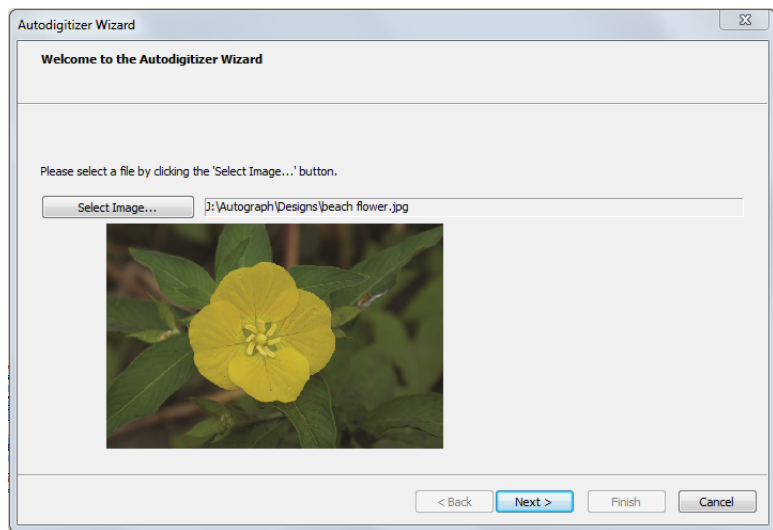 Autodigitizer Wizard
Welcome to the Autodigitizer Wizard
Please select a file by clicking the 'Select Image...' button.
Select Image... J:\Autograph\Designs\beach flower.jpg
< Back Next > Finish Cancel